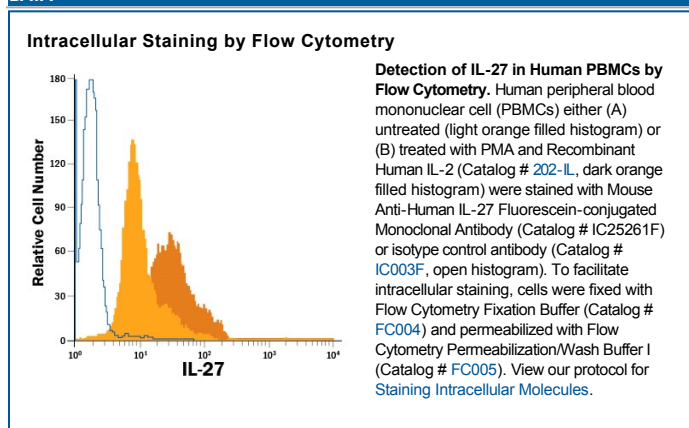 Intracellular Staining by Flow Cytometry
Relative Cell Number
180
150
120
90
60
30
0
10⁰
10¹
10²
10³
10⁴
IL-27
Detection of IL-27 in Human PBMCs by
Flow Cytometry. Human peripheral blood
mononuclear cell (PBMCs) either (A)
untreated (light orange filled histogram) or
(B) treated with PMA and Recombinant
Human IL-2 (Catalog # 202-IL, dark orange
filled histogram) were stained with Mouse
Anti-Human IL-27 Fluorescein-conjugated
Monoclonal Antibody (Catalog # IC25261F)
or isotype control antibody (Catalog #
IC003F, open histogram). To facilitate
intracellular staining, cells were fixed with
Flow Cytometry Fixation Buffer (Catalog #
FC004) and permeabilized with Flow
Cytometry Permeabilization/Wash Buffer I
(Catalog # FC005). View our protocol for
Staining Intracellular Molecules.